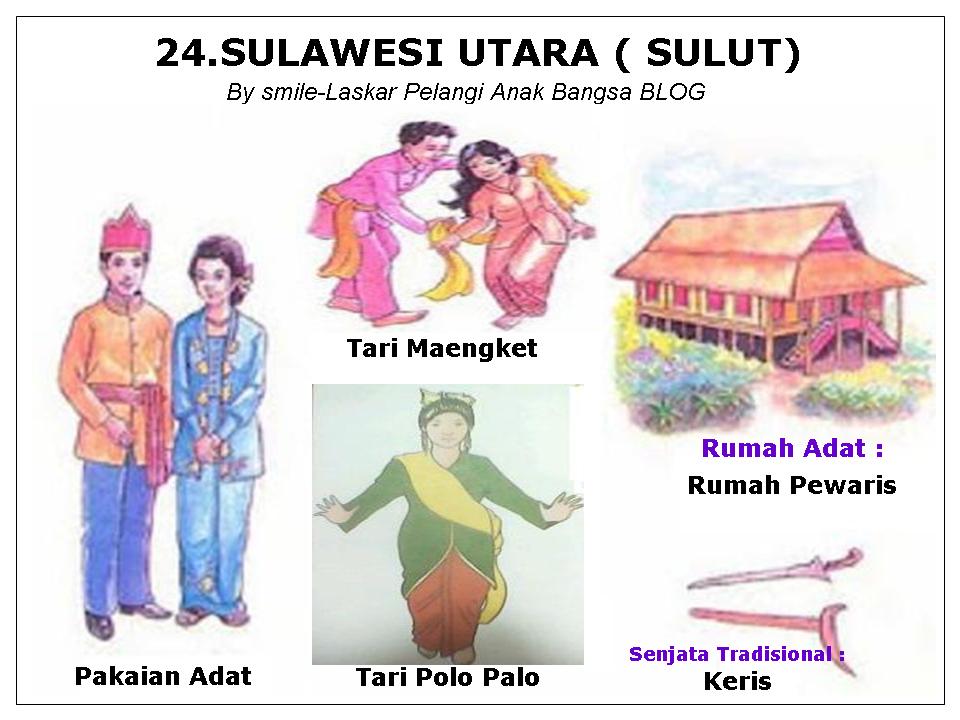 24.SULAWESI UTARA ( SULUT)
By smile-Laskar Pelangi Anak Bangsa BLOG
Tari Maengket
Rumah Adat :
Rumah Pewaris
Pakaian Adat
Tari Polo Palo
Senjata Tradisional :
Keris